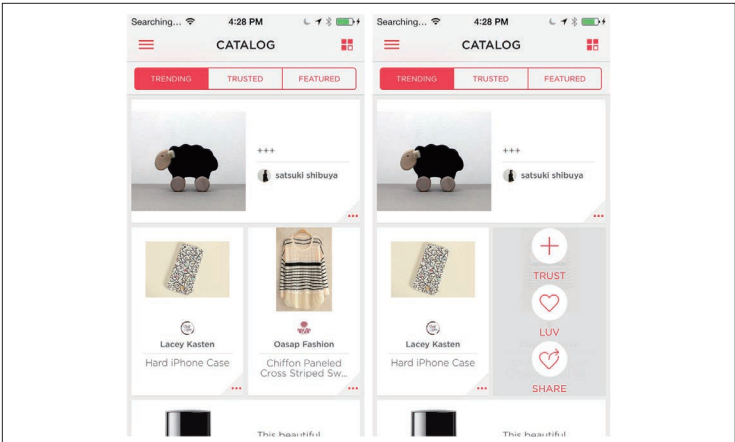 Searching...
4:28 PM
CATALOG
TRENDING
TRUSTED
FEATURED
+++
satsuki shibuya
...
Lacey Kasten
Hard iPhone Case
...
Oasap Fashion
Chiffon Paneled
Cross Striped Sw...
...
This beautiful
Searching...
4:28 PM
CATALOG
TRENDING
TRUSTED
FEATURED
+++
satsuki shibuya
...
Lacey Kasten
Hard iPhone Case
...
TRUST
LUV
SHARE
This beautiful